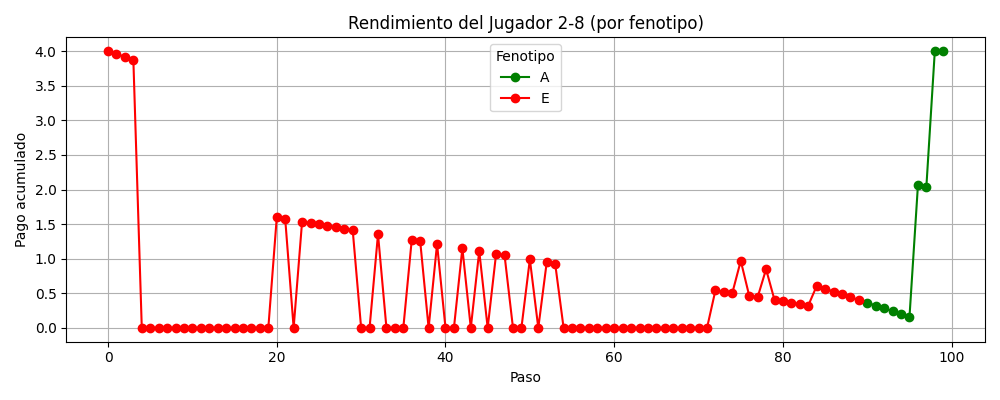 Rendimiento del Jugador 2-8 (por fenotipo)
Fenotipo
A
E
Pago acumulado
4.0
3.5
3.0
2.5
2.0
1.5
1.0
0.5
0.0
0 20 40 60 80 100
Paso